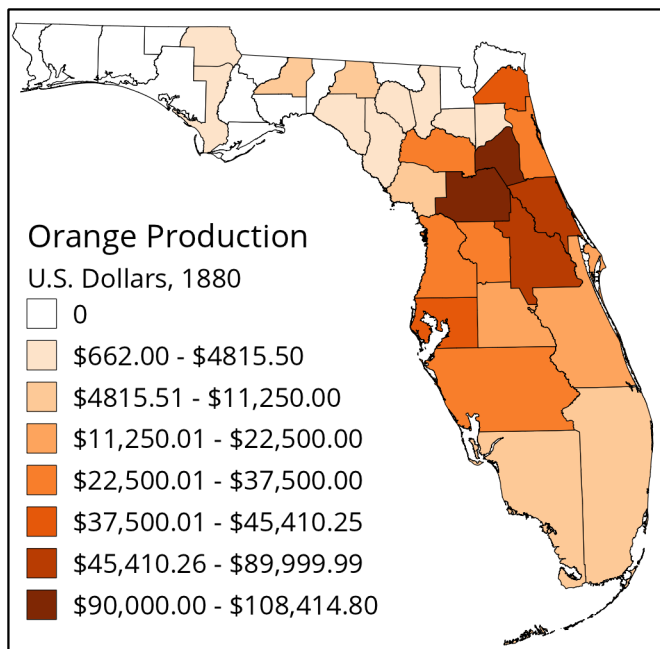 Orange Production
U.S. Dollars, 1880
0
$662.00 - $4815.50
$4815.51 - $11,250.00
$11,250.01 - $22,500.00
$22,500.01 - $37,500.00
$37,500.01 - $45,410.25
$45,410.26 - $89,999.99
$90,000.00 - $108,414.80